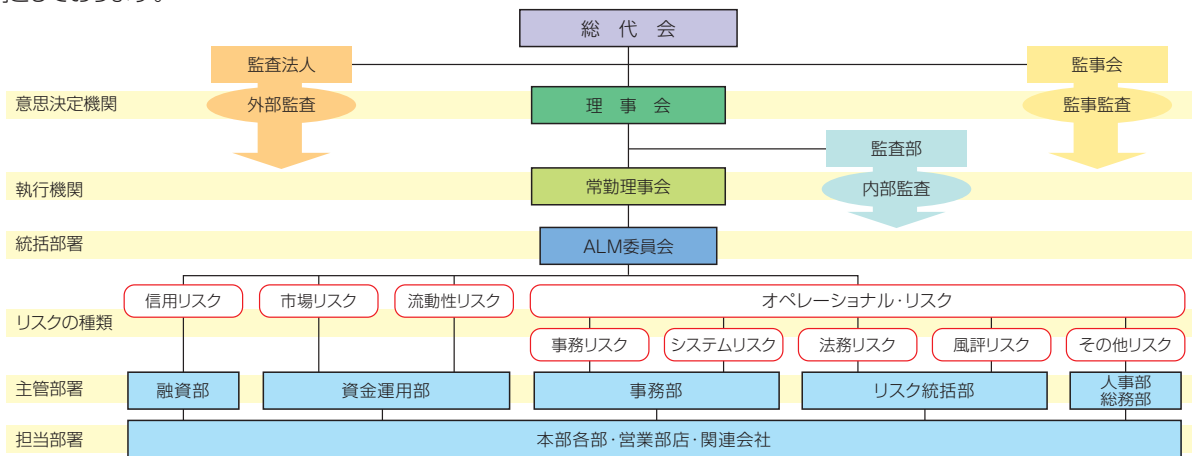 総代会
監査法人
監事会
意思決定機関
外部監査
理事会
監事監査
監査部
執行機関
常勤理事会
内部監査
統括部署
ALM委員会
信用リスク
市場リスク
流動性リスク
オペレーショナル・リスク
リスクの種類
事務リスク
システムリスク
法務リスク
風評リスク
その他リスク
主管部署
融資部
資金運用部
事務部
リスク統括部
人事部
総務部
担当部署
本部各部・営業部店・関連会社